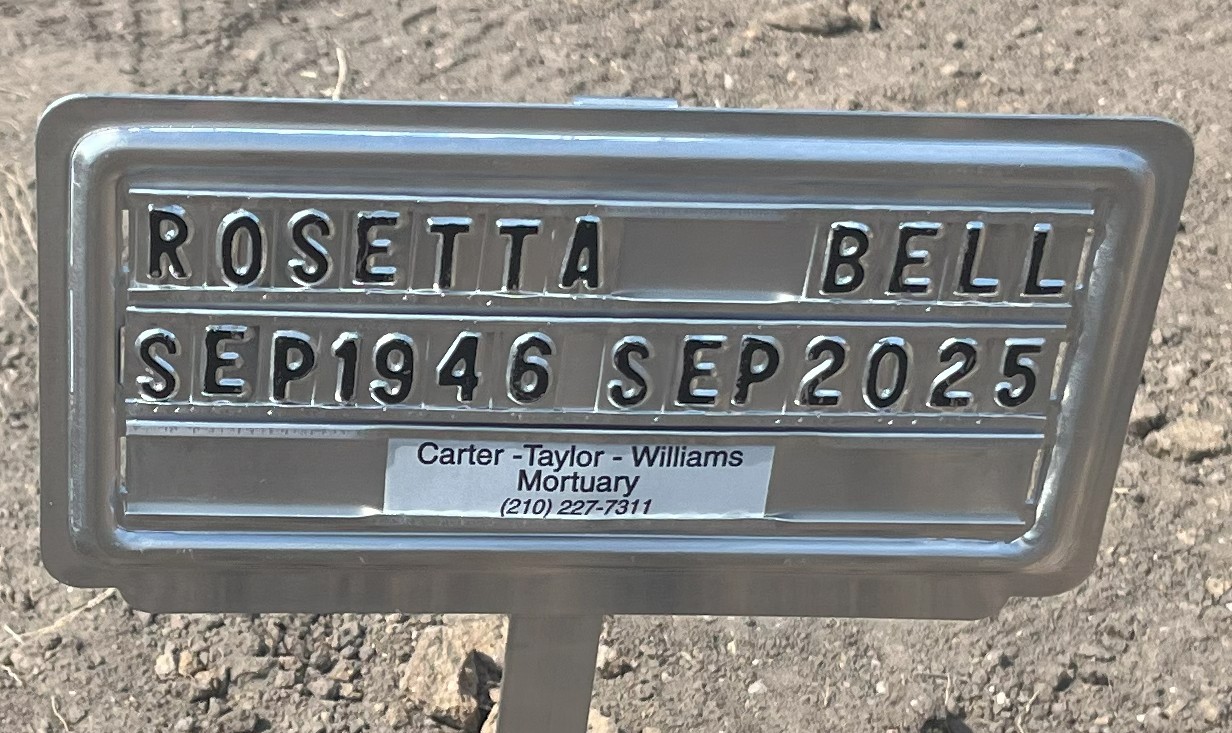 ROSETTA BELL
SEP1946 SEP2025
Carter -Taylor - Williams
Mortuary
(210) 227-7311